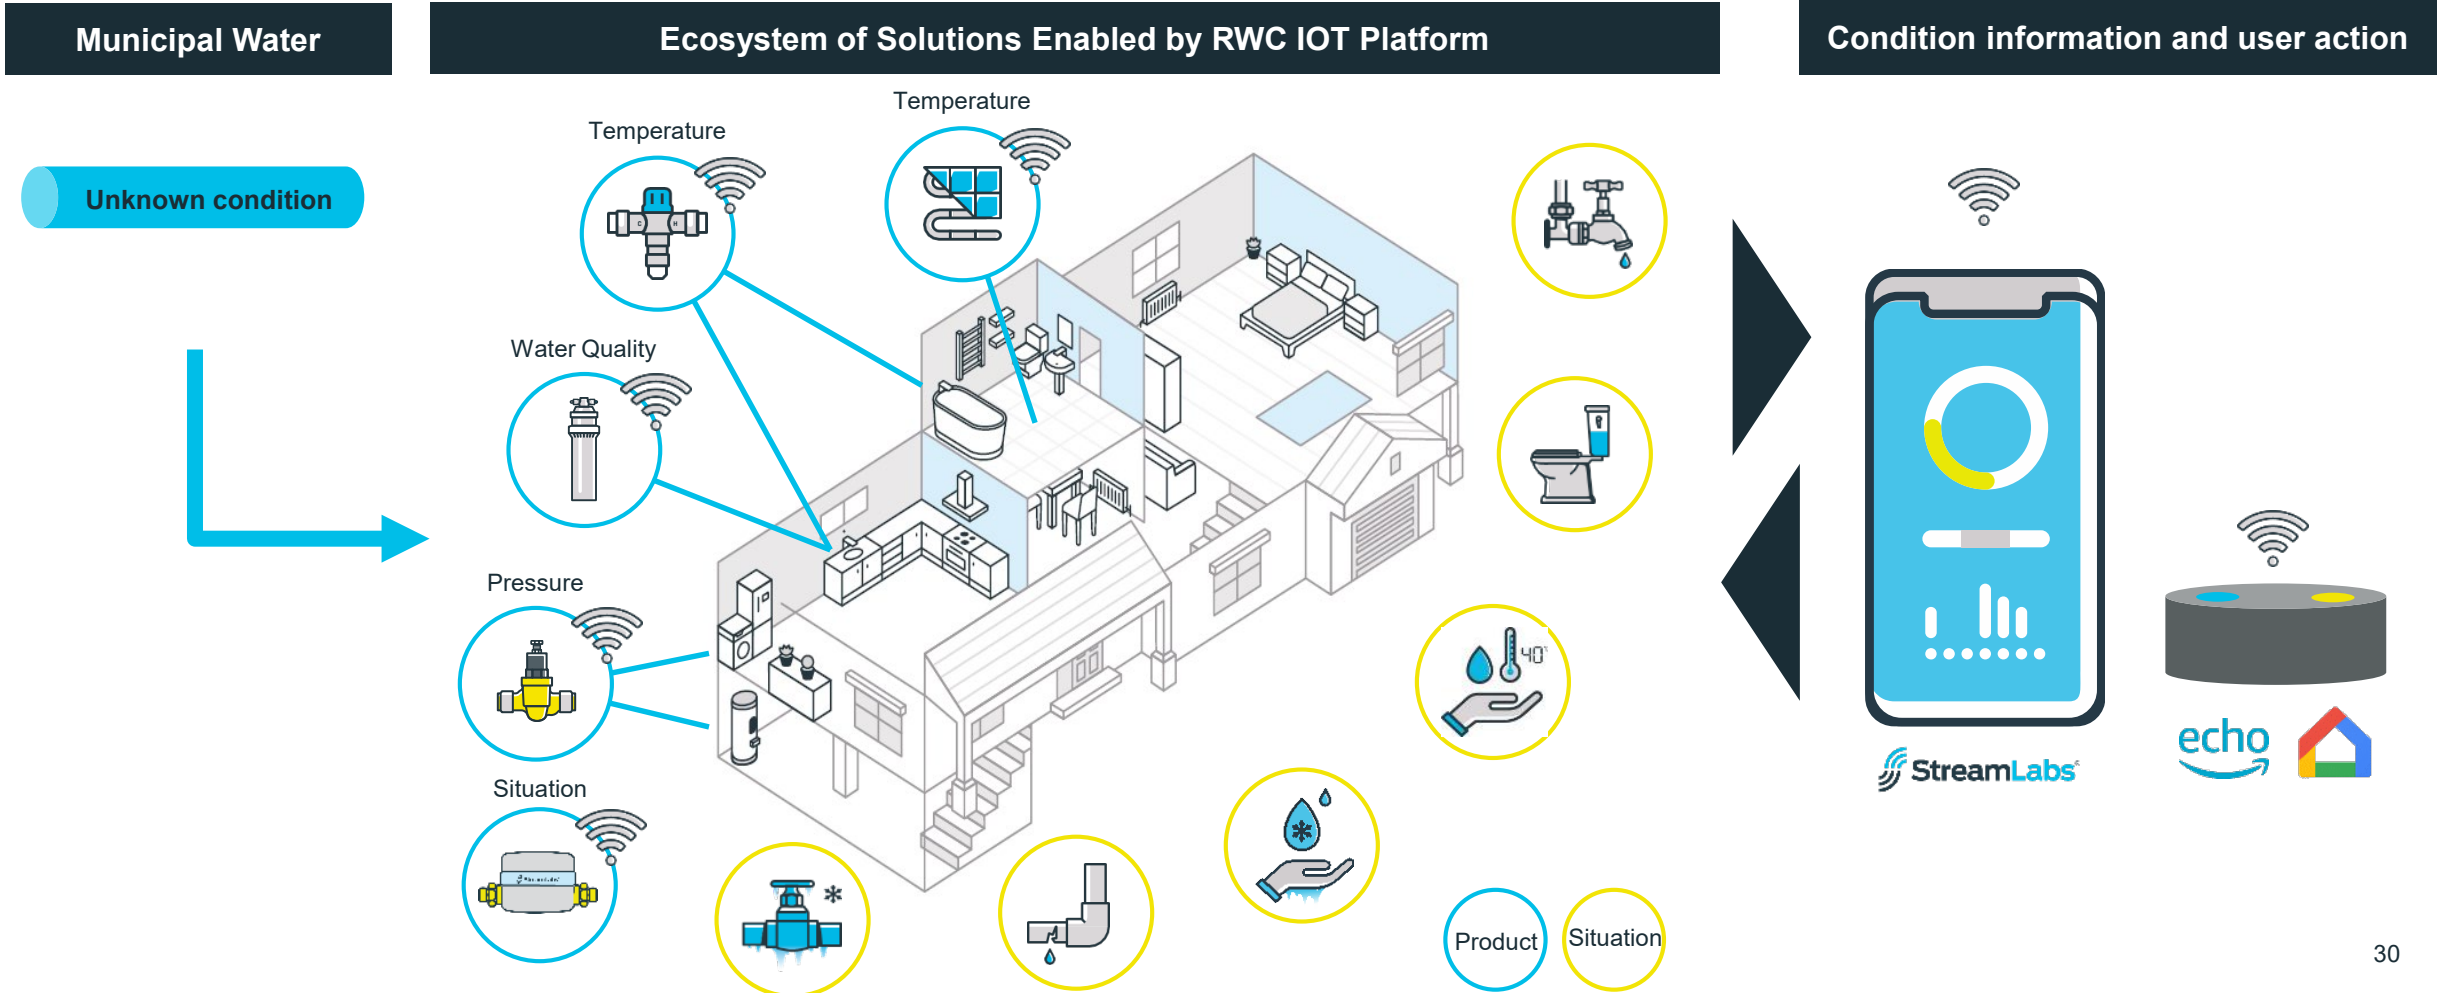 Municipal Water
Ecosystem of Solutions Enabled by RWC IOT Platform
Condition information and user action
Unknown condition
Temperature
Temperature
C H
Water Quality
Pressure
Situation
40°
Product
Situation
StreamLabs
echo
30